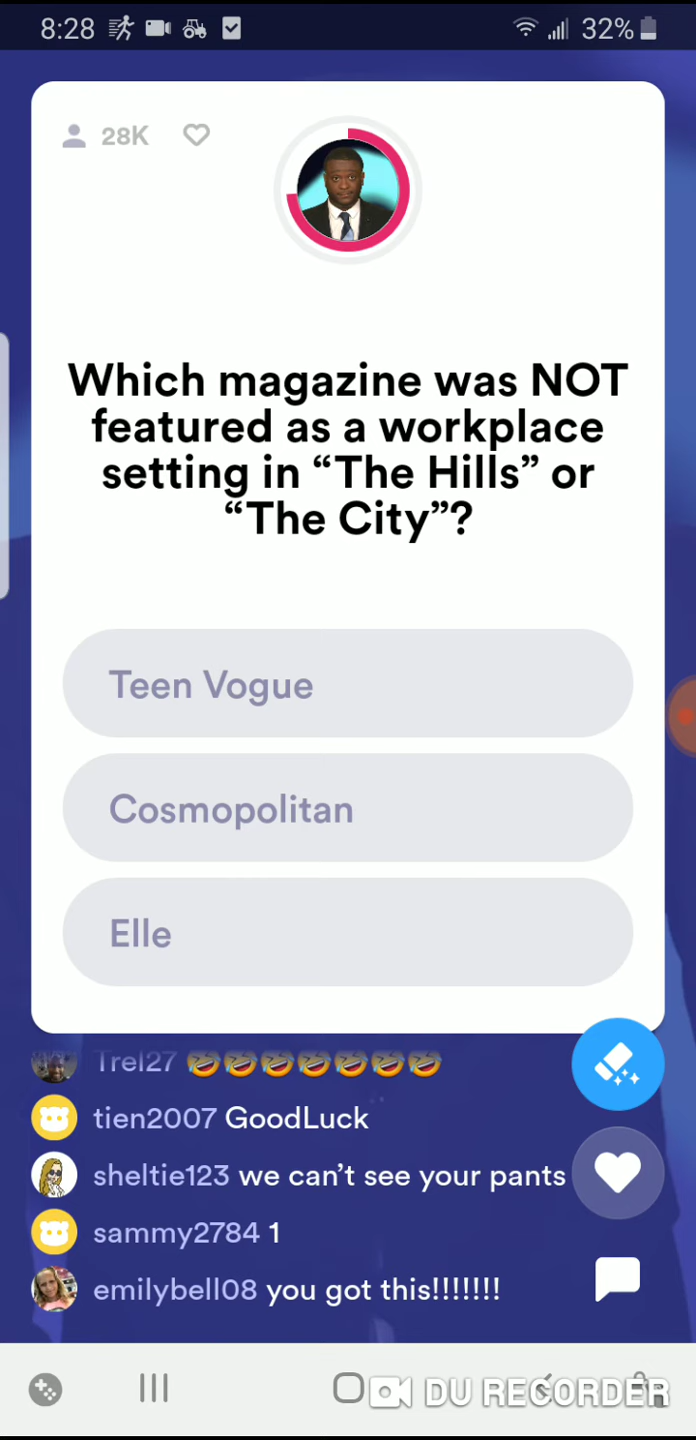 8:28 32%
28K
Which magazine was NOT
featured as a workplace
setting in “The Hills” or
“The City”?
Teen Vogue
Cosmopolitan
Elle
Trel27 🤣🤣🤣🤣🤣🤣🤣
tien2007 GoodLuck
sheltie123 we can’t see your pants
sammy2784 1
emilybell08 you got this!!!!!!!
DU RECORDER